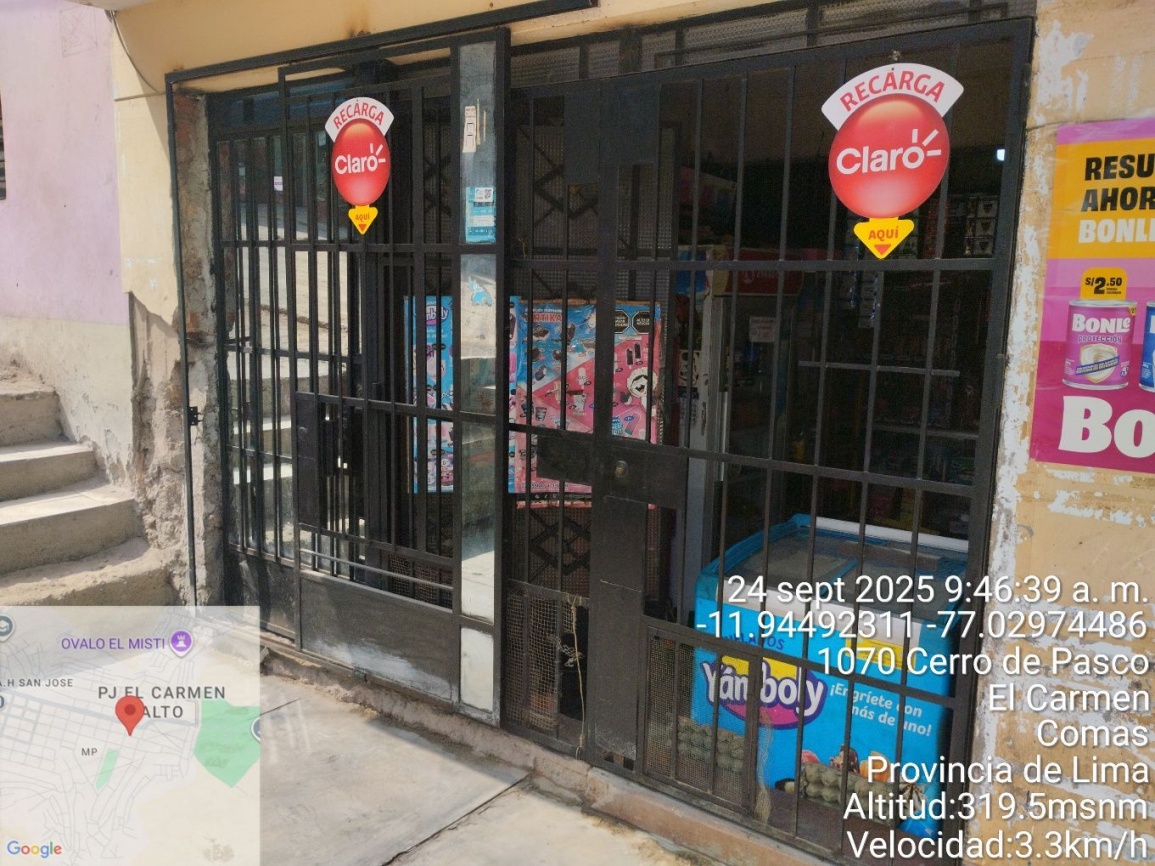 RECARGA
Claro
AQUÍ
RECARGA
Claro
AQUÍ
RESU
AHOR
BONL
S/2.50
BONLE
PROTECCIÓN
Bo
Yamboly
¡Engríete con
más de uno!
24 sept 2025 9:46:39 a. m.
-11.94492311 -77.02974486
1070 Cerro de Pasco
El Carmen
Comas
Provincia de Lima
Altitud:319.5msnm
Velocidad:3.3km/h
OVALO EL MISTI
A.H SAN JOSE
PJ EL CARMEN
ALTO
MP
Google